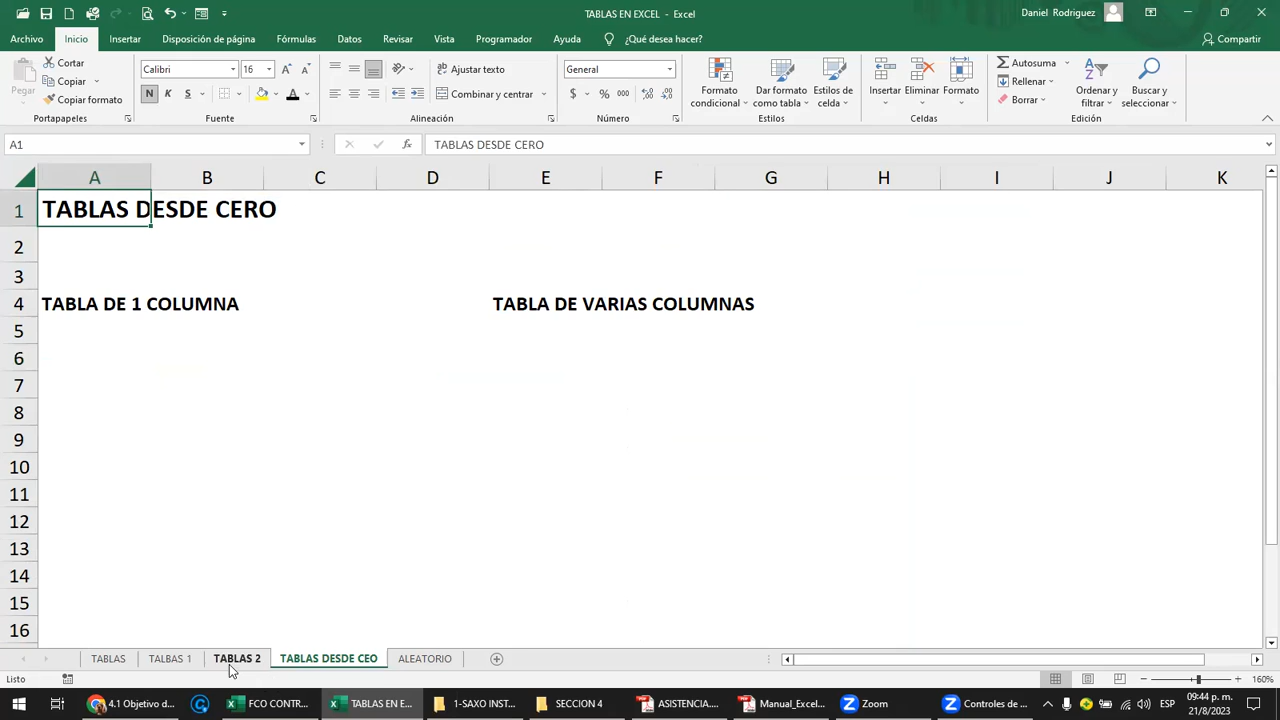 TABLAS EN EXCEL - Excel
Daniel Rodriguez
Archivo Inicio Insertar Disposición de página Fórmulas Datos Revisar Vista Programador Ayuda ¿Qué desea hacer? Compartir
Pegar
Cortar
Copiar
Copiar formato
Portapapeles
Calibri 16
N K S
Fuente
Ajustar texto
Combinar y centrar
Alineación
General
$ % 000
Número
Formato condicional
Dar formato como tabla
Estilos de celda
Estilos
Insertar Eliminar Formato
Celdas
Autosuma
Rellenar
Borrar
Ordenar y filtrar
Buscar y seleccionar
Edición
A1 fx TABLAS DESDE CERO
A B C D E F G H I J K
1 TABLAS DESDE CERO
2
3
4 TABLA DE 1 COLUMNA TABLA DE VARIAS COLUMNAS
5
6
7
8
9
10
11
12
13
14
15
16
TABLAS TALBAS 1 TABLAS 2 TABLAS DESDE CEO ALEATORIO
Listo 160%
4.1 Objetivo d... FCO CONTR... TABLAS EN E... 1-SAXO INST... SECCION 4 ASISTENCIA.... Manual_Exce... Zoom Controles de ... ESP 09:44 p. m.
21/8/2023